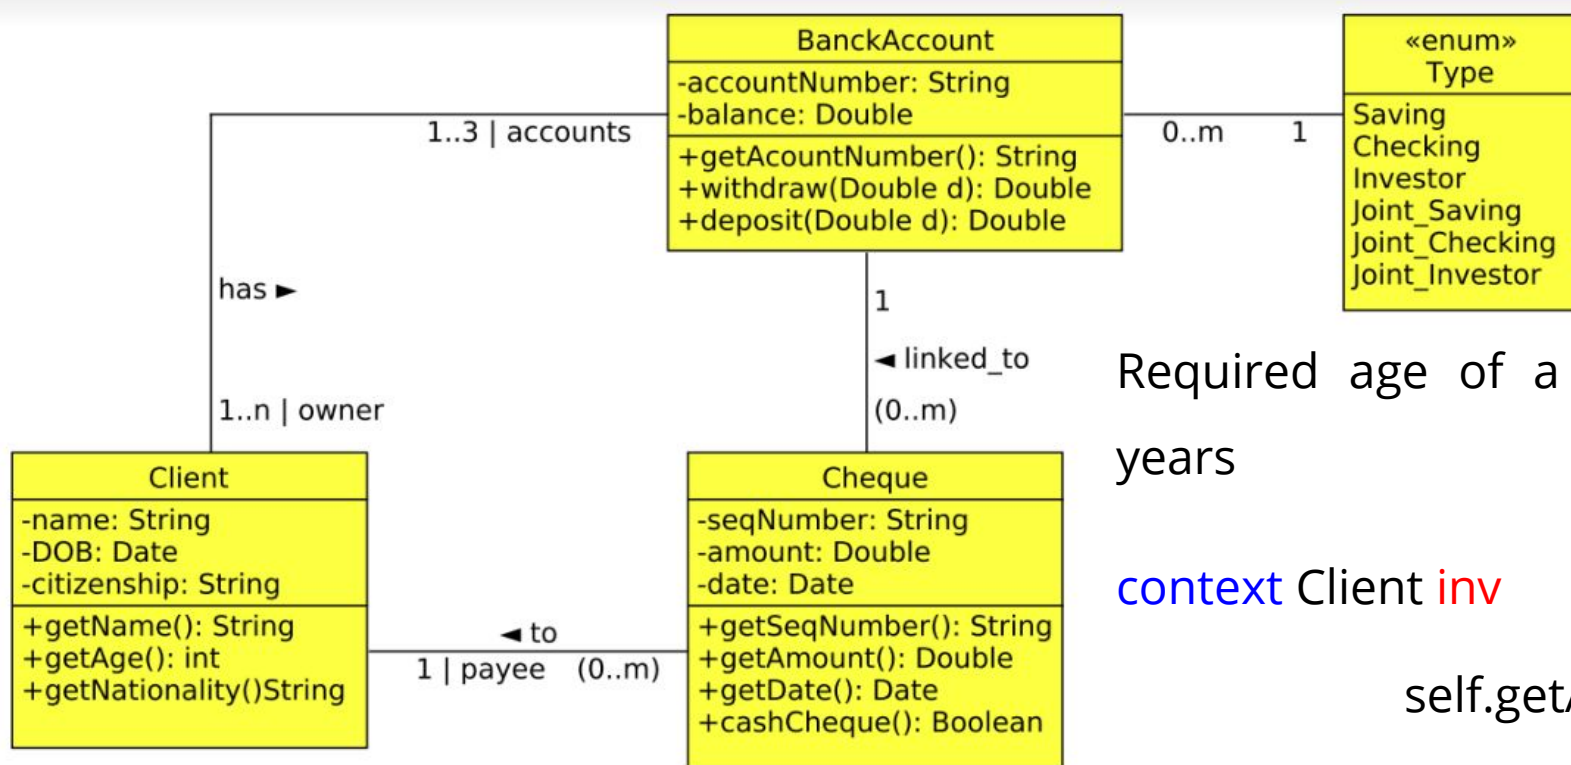 BanckAccount
-accountNumber: String
-balance: Double
+getAcountNumber(): String
+withdraw(Double d): Double
+deposit(Double d): Double
«enum»
Type
Saving
Checking
Investor
Joint_Saving
Joint_Checking
Joint_Investor
1..3 | accounts
0..m 1
has ►
1..n | owner
1
◄ linked_to
(0..m)
Client
-name: String
-DOB: Date
-citizenship: String
+getName(): String
+getAge(): int
+getNationality()String
◄ to
1 | payee (0..m)
Cheque
-seqNumber: String
-amount: Double
-date: Date
+getSeqNumber(): String
+getAmount(): Double
+getDate(): Date
+cashCheque(): Boolean
Required age of a
years
context Client inv
self.get